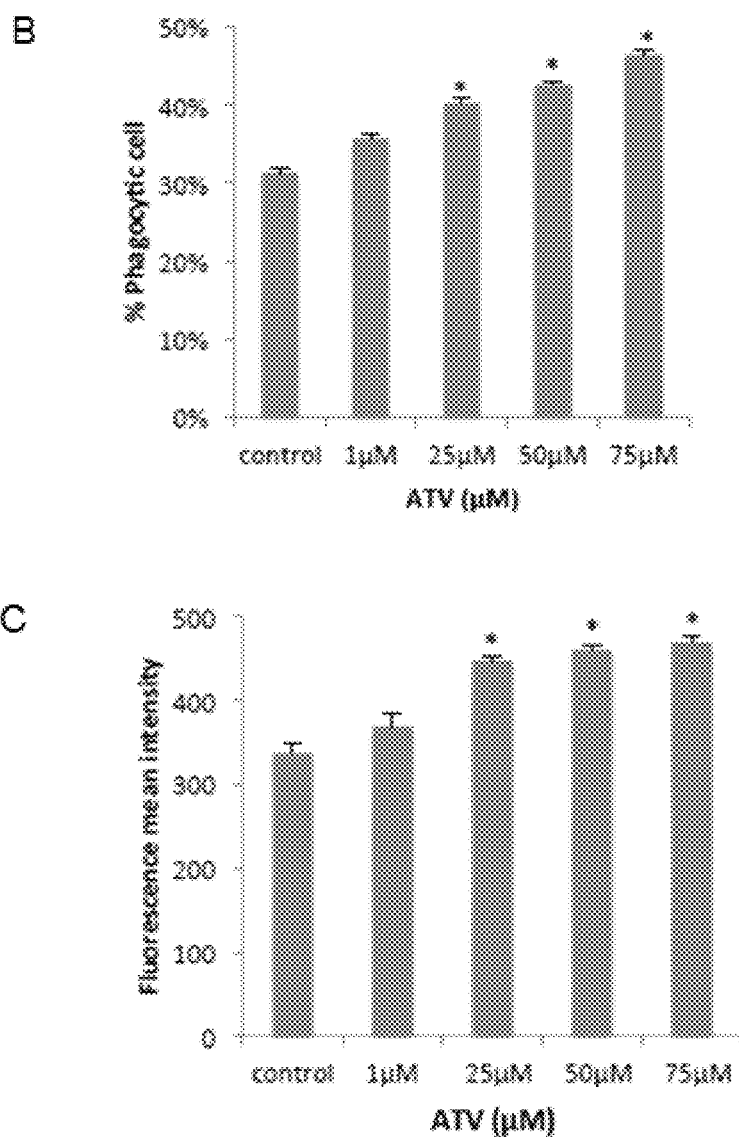 B
50%
40%
30%
20%
10%
0%
% Phagocytic cell
* * * 
control 1µM 25µM 50µM 75µM
ATV (µM)
C
500
400
300
200
100
0
Fluorescence mean intensity
* * *
control 1µM 25µM 50µM 75µM
ATV (µM)